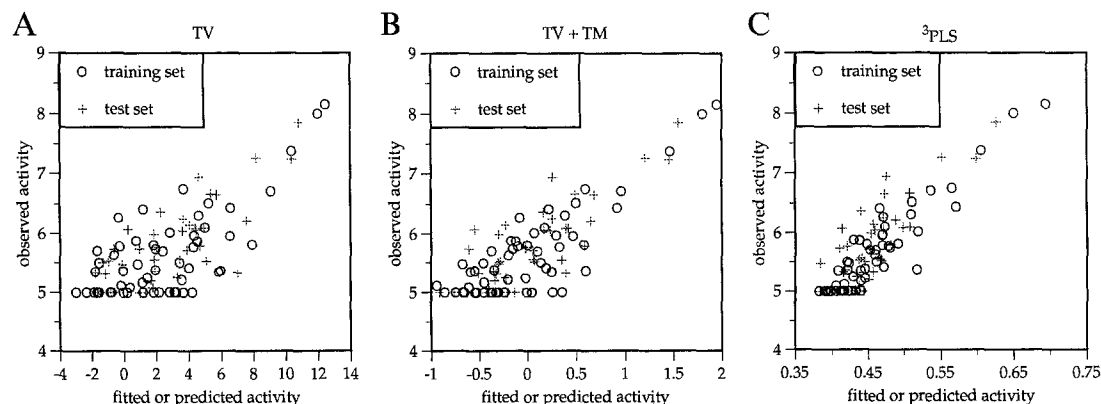 A
TV
9
8
7
6
5
4
observed activity
training set
test set
-4 -2 0 2 4 6 8 10 12 14
fitted or predicted activity
B
TV + TM
9
8
7
6
5
4
observed activity
training set
test set
-1 -0.5 0 0.5 1 1.5 2
fitted or predicted activity
C
³PLS
9
8
7
6
5
4
observed activity
training set
test set
0.35 0.45 0.55 0.65 0.75
fitted or predicted activity